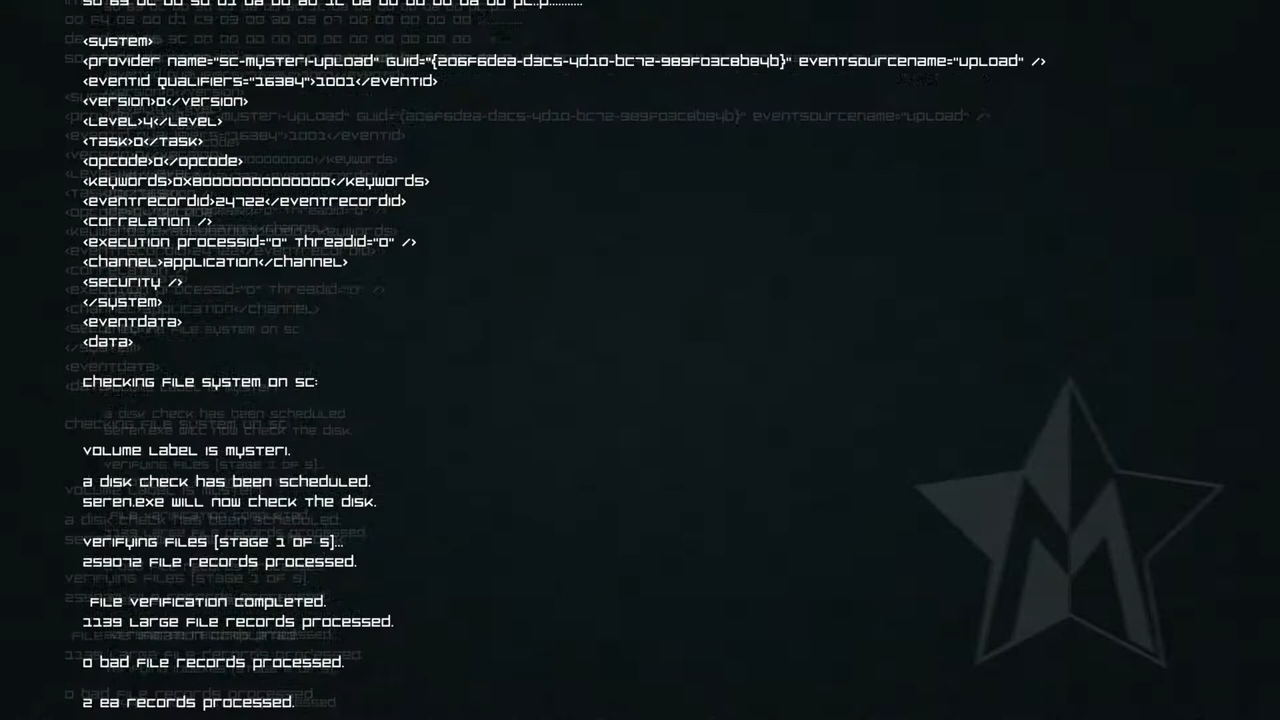 <system>
<provider name="sc-mysteri-upload" guid="{206f6dea-d3c5-4d10-bc72-989f03c8b84b}" eventsourcename="upload" />
<eventid qualifiers="16384">1001</eventid>
<version>0</version>
<Level>4</Level>
<task>0</task>
<opcode>0</opcode>
<keywords>0x80000000000000</keywords>
<eventrecordid>24722</eventrecordid>
<correlation />
<execution processid="0" threadid="0" />
<channel>application</channel>
<security />
</system>
<eventdata>
<data>
checking file system on sc:
volume label is mysteri.
a disk check has been scheduled.
seren.exe will now check the disk.
verifying files [stage 1 of 5]...
259072 file records processed.
file verification completed.
1139 large file records processed.
0 bad file records processed.
2 ea records processed.
M